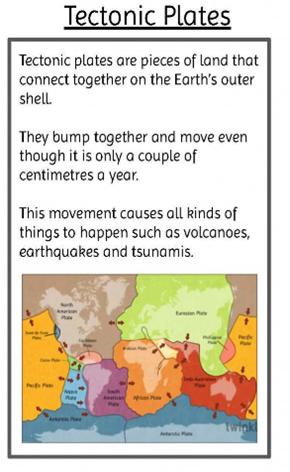 Tectonic Plates
Tectonic plates are pieces of land that
connect together on the Earth's outer
shell.
They bump together and move even
though it is only a couple of
centimetres a year.
This movement causes all kinds of
things to happen such as volcanoes,
earthquakes and tsunamis.
North
American
Plate
Eurasian Plate
Caribbean
Plate
Arabian Plate
Philippine
Plate
Pacific
Plate
Cocos Plate
Pacific Plate
Nazca
Plate
South
American
Plate
African Plate
Indo-Australian
Plate
Antarctic Plate
Antarctic Plate
twinkl